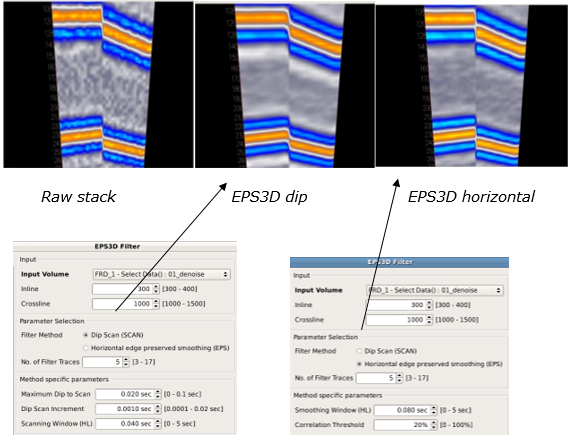 Raw stack
EPS3D dip
EPS3D horizontal
EPS3D Filter
Input
Input Volume FRD_1 - Select Data() : 01_denoise
Inline 300 [300 - 400]
Crossline 1000 [1000 - 1500]
Parameter Selection
Filter Method Dip Scan (SCAN)
Horizontal edge preserved smoothing (EPS)
No. of Filter Traces 5 [3 - 17]
Method specific parameters
Maximum Dip to Scan 0.020 sec [0 - 0.1 sec]
Dip Scan Increment 0.0010 sec [0.0001 - 0.02 sec]
Scanning Window (HL) 0.040 sec [0 - 5 sec]
EPS3D Filter
Input
Input Volume FRD_1 - Select Data() : 01_denoise
Inline 300 [300 - 400]
Crossline 1000 [1000 - 1500]
Parameter Selection
Filter Method Dip Scan (SCAN)
Horizontal edge preserved smoothing (EPS)
No. of Filter Traces 5 [3 - 17]
Method specific parameters
Smoothing Window (HL) 0.080 sec [0 - 5 sec]
Correlation Threshold 20% [0 - 100%]